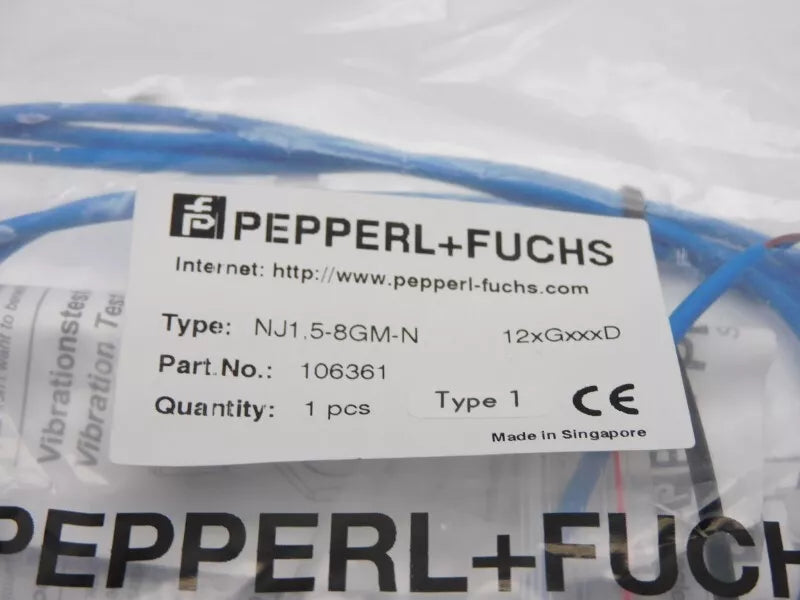 PEPPERL+FUCHS
Internet: http://www.pepperl-fuchs.com
Type: NJ1.5-8GM-N 12xGxxxD
Part.No.: 106361
Quantity: 1 pcs Type 1 CE
Made in Singapore
Vibrationstest
Vibration Test
PEPPERL+FUCH